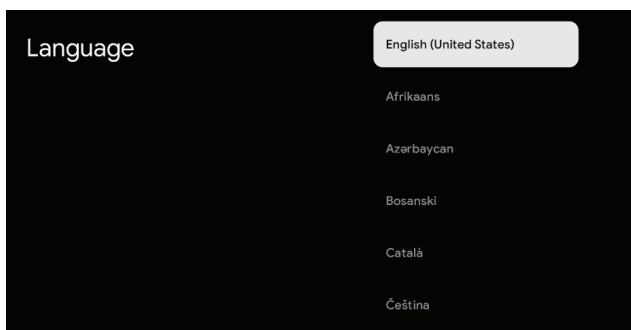 Language
English (United States)
Afrikaans
Azərbaycan
Bosanski
Català
Čeština